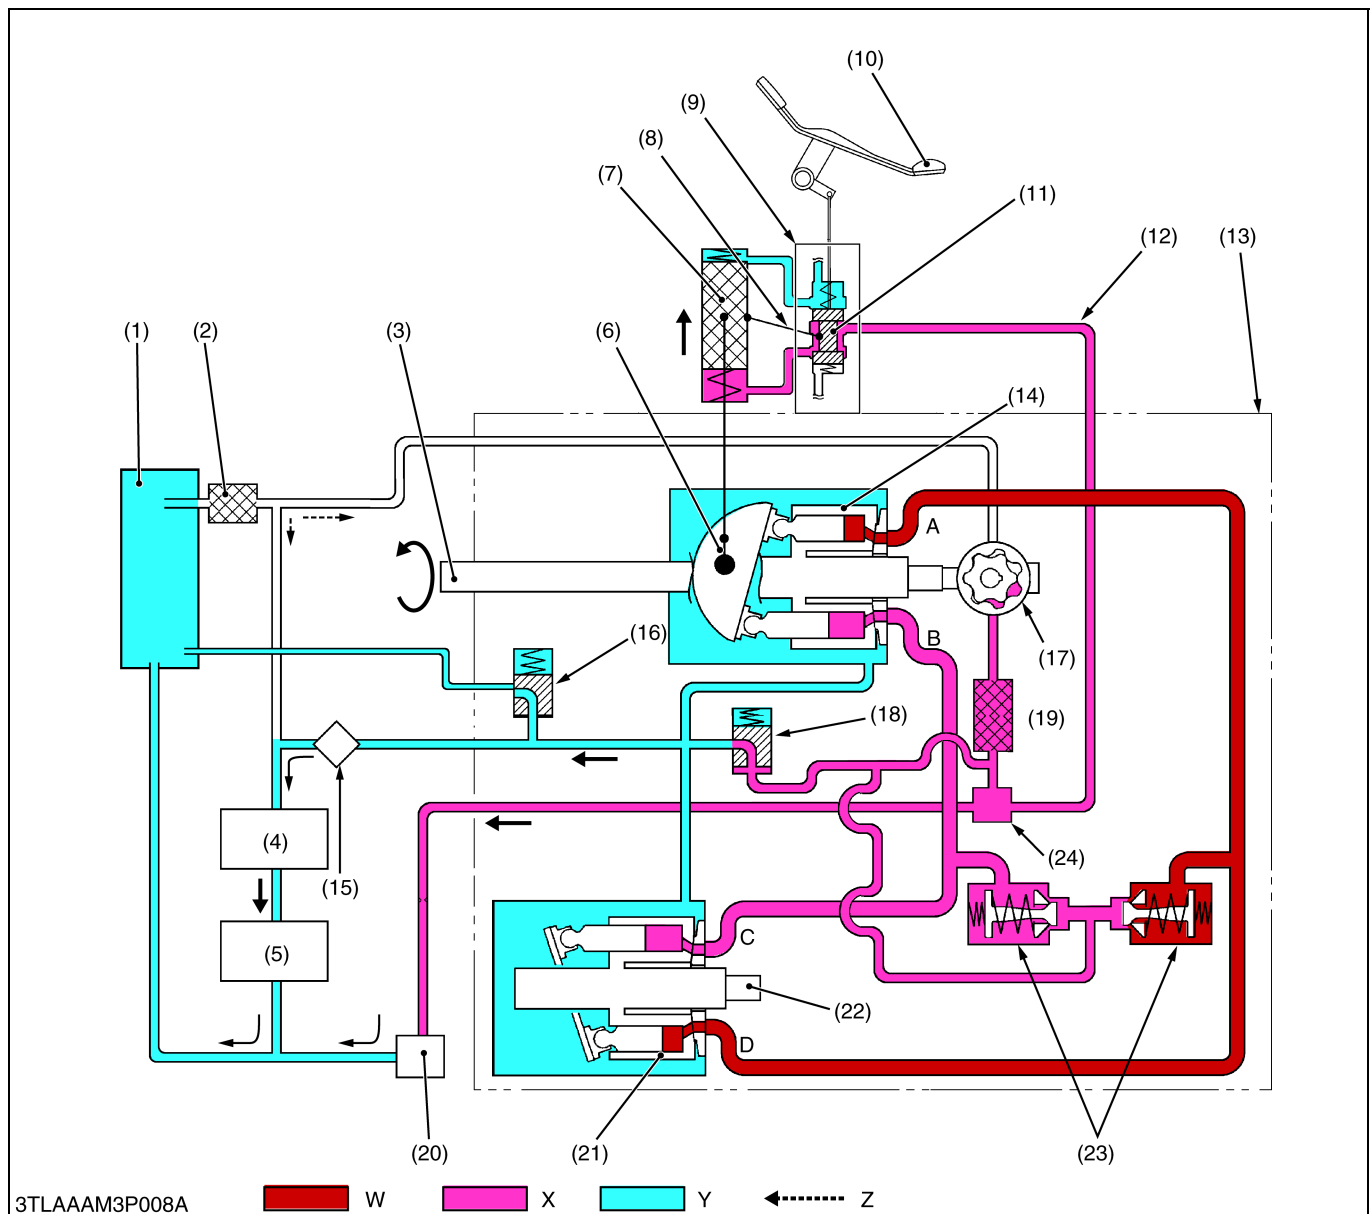 (10)
(9)
(8)
(7)
(11)
(12)
(13)
(1)
(2)
(3)
(6)
(14)
A
B
(16)
(17)
(18)
(19)
(4)
(15)
(24)
(5)
C
(22)
D
(20)
(21)
(23)
3TLAAAM3P008A
W
X
Y
Z